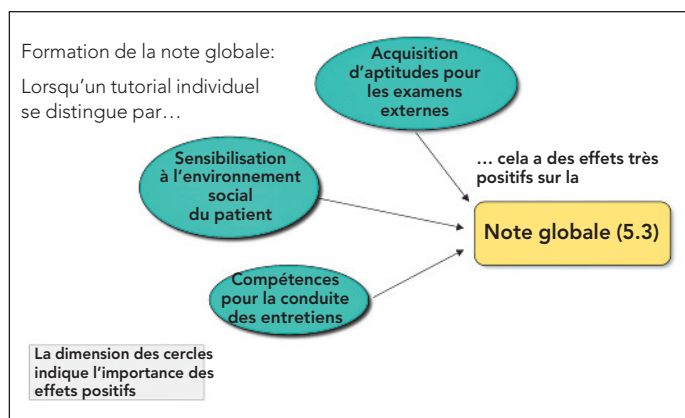 Formation de la note globale:
Lorsqu'un tutorial individuel
se distingue par…
Acquisition
d'aptitudes pour
les examens
externes
Sensibilisation
à l'environnement
social
du patient
… cela a des effets très
positifs sur la
Note globale (5.3)
Compétences
pour la conduite
des entretiens
La dimension des cercles
indique l'importance des
effets positifs